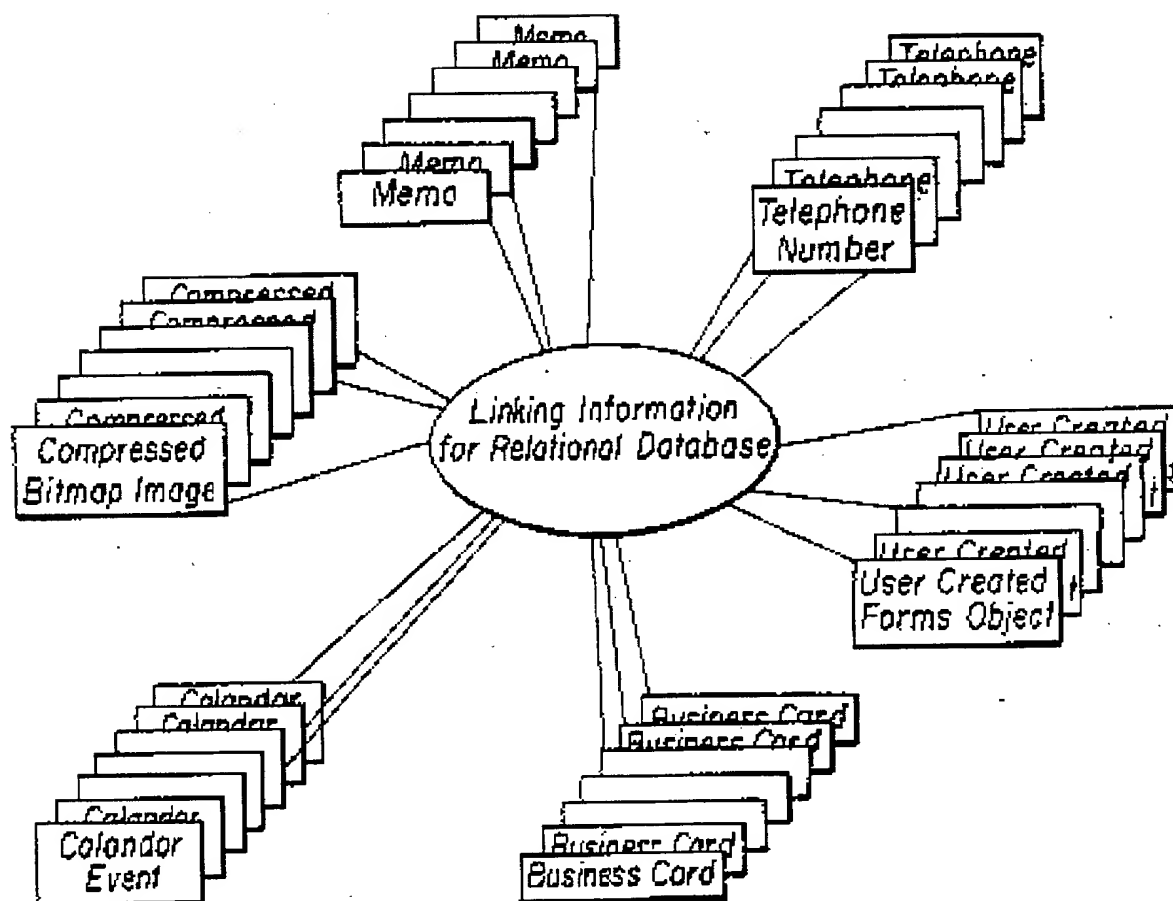 Memo
Memo
Memo
Memo
Telephone
Telephone
Telephone
Telephone
Number
Compressed
Compressed
Compressed
Compressed
Bitmap Image
Linking Information
for Relational Database
User Created
User Created
User Created
User Created
User Created
Forms Object
Calandar
Calandar
Calandar
Calandar
Event
Business Card
Business Card
Business Card
Business Card